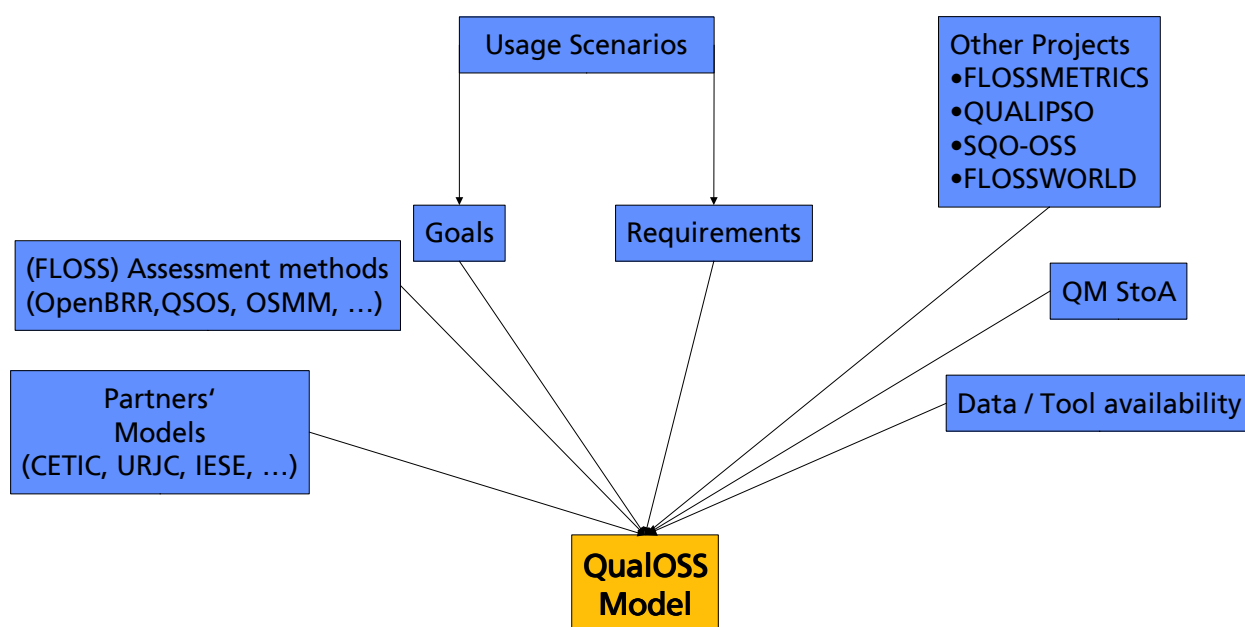 Usage Scenarios
Other Projects
•FLOSSMETRICS
•QUALIPSO
•SQO-OSS
•FLOSSWORLD
Goals
Requirements
(FLOSS) Assessment methods
(OpenBRR,QSOS, OSMM, …)
QM StoA
Partners‘
Models
(CETIC, URJC, IESE, …)
Data / Tool availability
QualOSS
Model